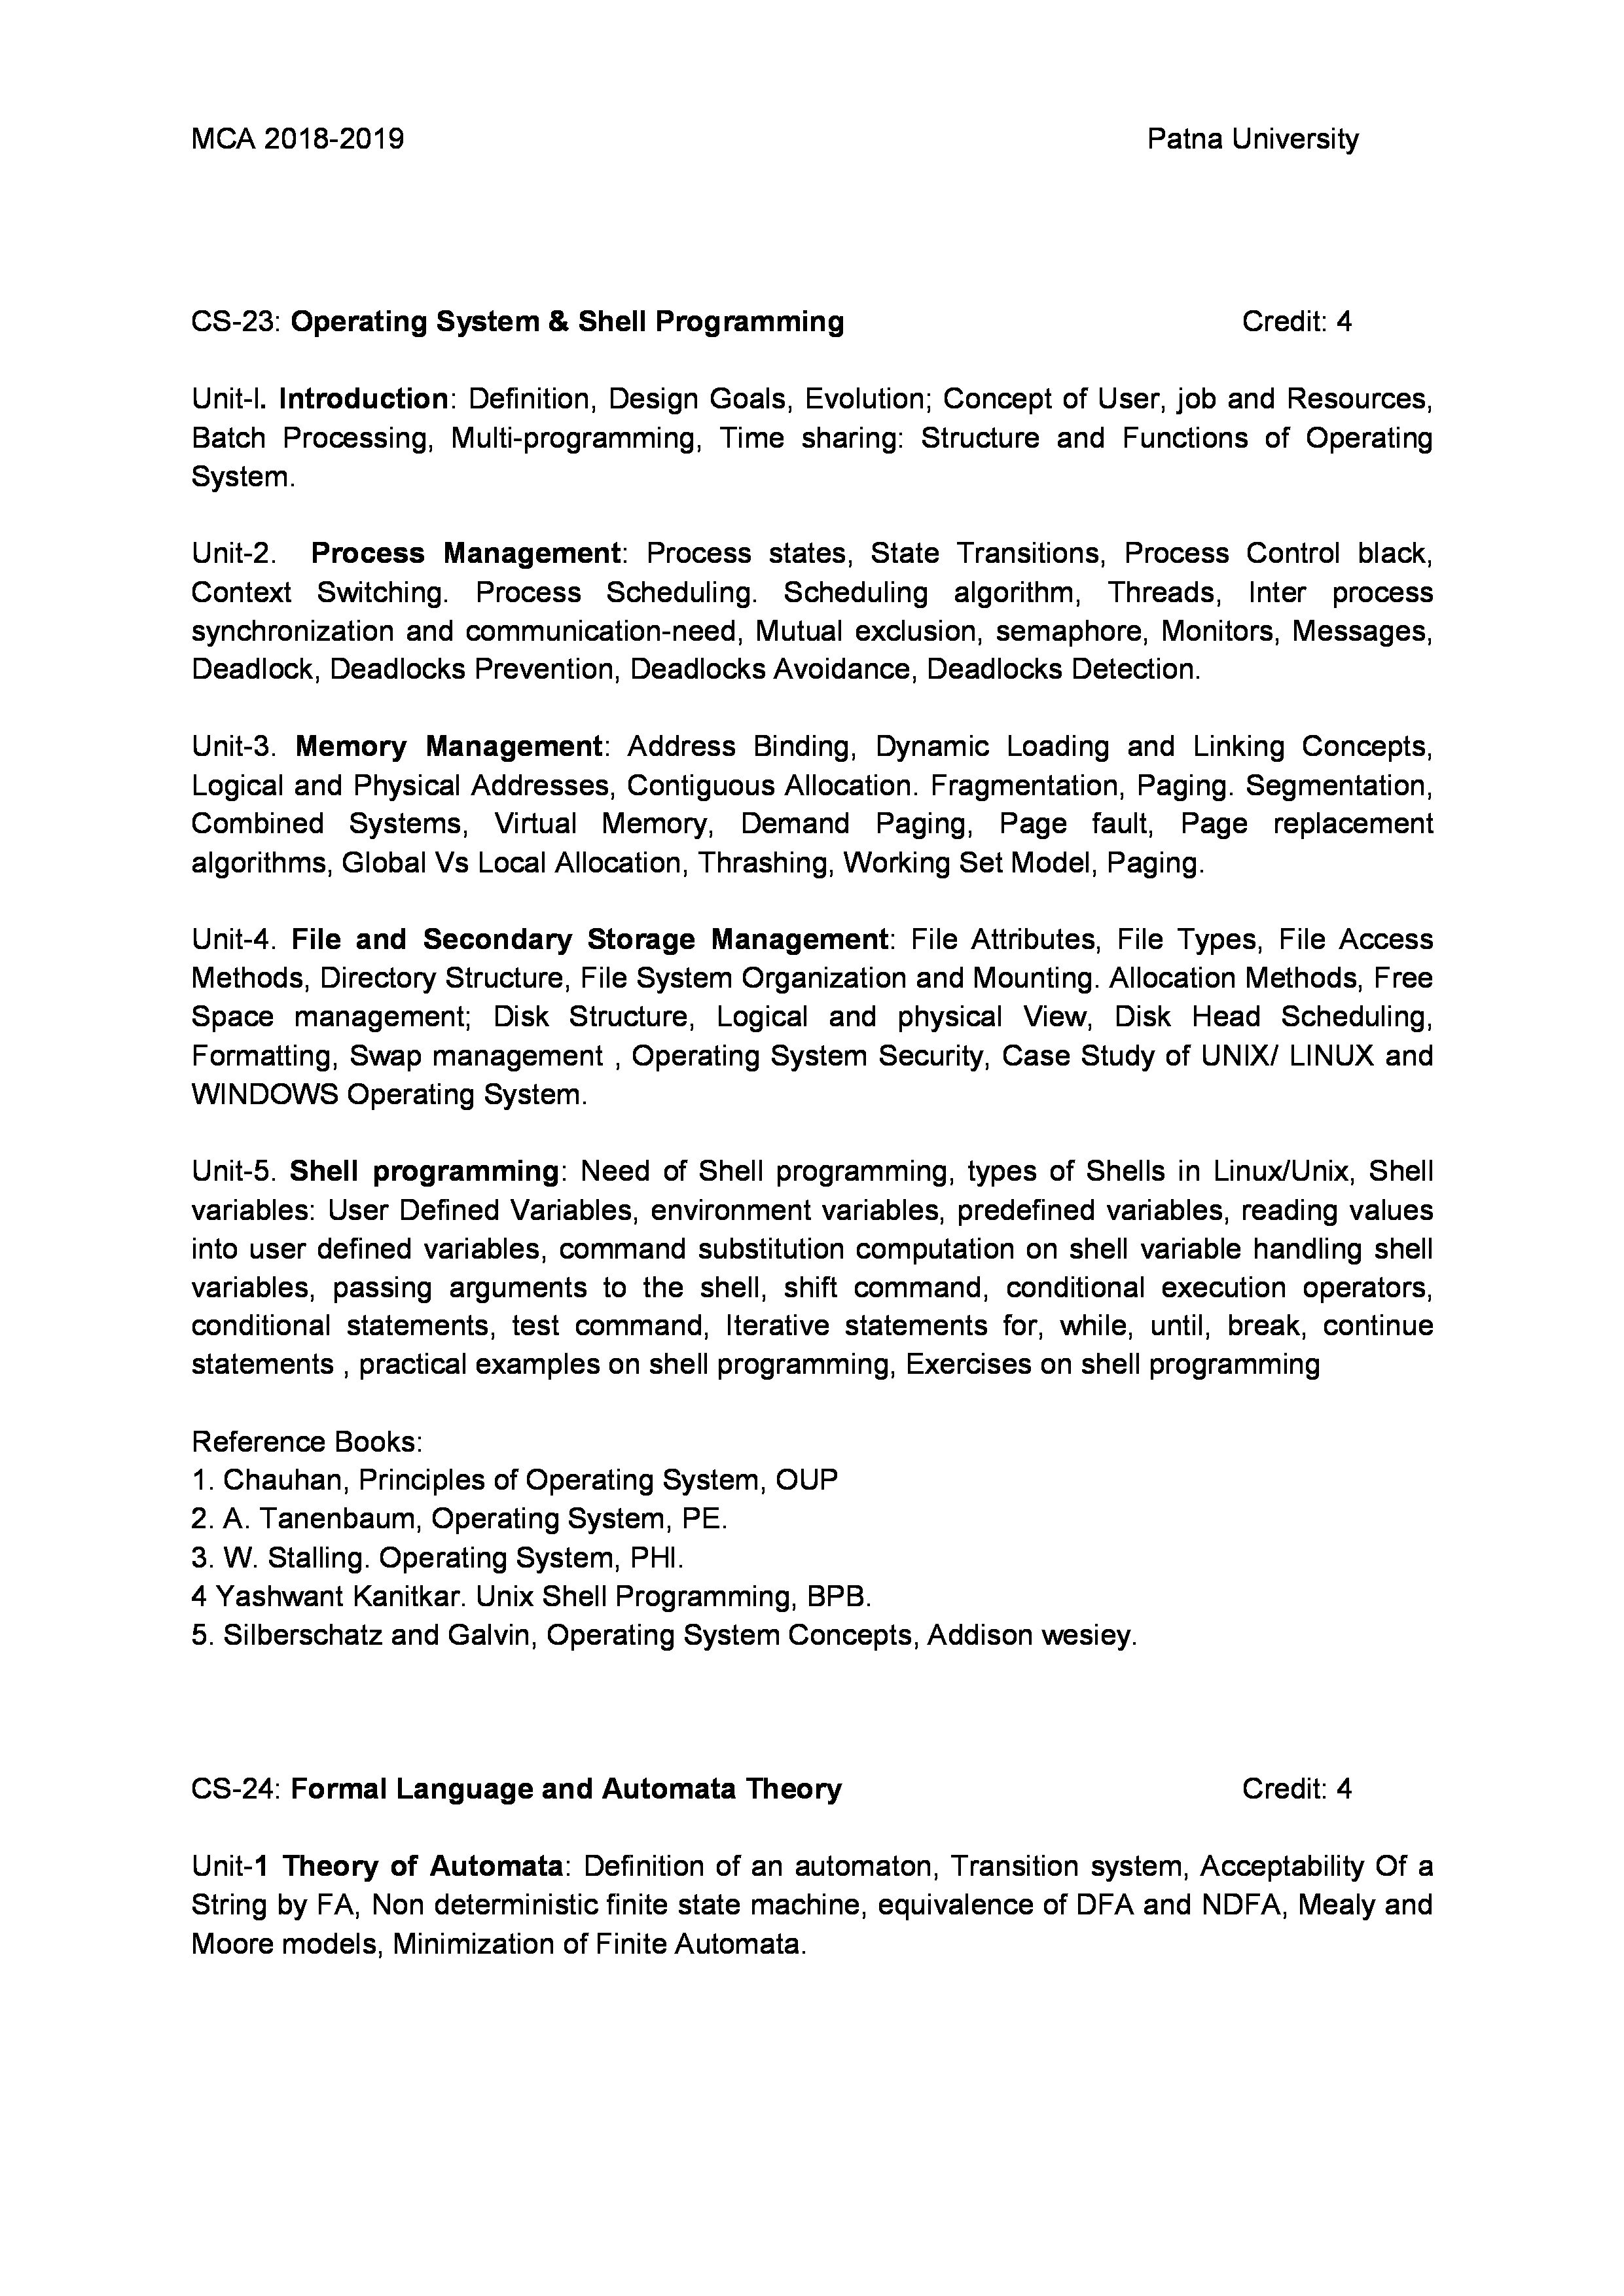 MCA 2018-2019 Patna University
CS-23: Operating System & Shell Programming Credit: 4
Unit-I. Introduction: Definition, Design Goals, Evolution; Concept of User, job and Resources,
Batch Processing, Multi-programming, Time sharing: Structure and Functions of Operating
System.
Unit-2. Process Management: Process states, State Transitions, Process Control black,
Context Switching. Process Scheduling. Scheduling algorithm, Threads, Inter process
synchronization and communication-need, Mutual exclusion, semaphore, Monitors, Messages,
Deadlock, Deadlocks Prevention, Deadlocks Avoidance, Deadlocks Detection.
Unit-3. Memory Management: Address Binding, Dynamic Loading and Linking Concepts,
Logical and Physical Addresses, Contiguous Allocation. Fragmentation, Paging. Segmentation,
Combined Systems, Virtual Memory, Demand Paging, Page fault, Page replacement
algorithms, Global Vs Local Allocation, Thrashing, Working Set Model, Paging.
Unit-4. File and Secondary Storage Management: File Attributes, File Types, File Access
Methods, Directory Structure, File System Organization and Mounting. Allocation Methods, Free
Space management; Disk Structure, Logical and physical View, Disk Head Scheduling,
Formatting, Swap management , Operating System Security, Case Study of UNIX/ LINUX and
WINDOWS Operating System.
Unit-5. Shell programming: Need of Shell programming, types of Shells in Linux/Unix, Shell
variables: User Defined Variables, environment variables, predefined variables, reading values
into user defined variables, command substitution computation on shell variable handling shell
variables, passing arguments to the shell, shift command, conditional execution operators,
conditional statements, test command, Iterative statements for, while, until, break, continue
statements , practical examples on shell programming, Exercises on shell programming
Reference Books:
1. Chauhan, Principles of Operating System, OUP
2. A. Tanenbaum, Operating System, PE.
3. W. Stalling. Operating System, PHI.
4 Yashwant Kanitkar. Unix Shell Programming, BPB.
5. Silberschatz and Galvin, Operating System Concepts, Addison wesiey.
CS-24: Formal Language and Automata Theory Credit: 4
Unit-1 Theory of Automata: Definition of an automaton, Transition system, Acceptability Of a
String by FA, Non deterministic finite state machine, equivalence of DFA and NDFA, Mealy and
Moore models, Minimization of Finite Automata.